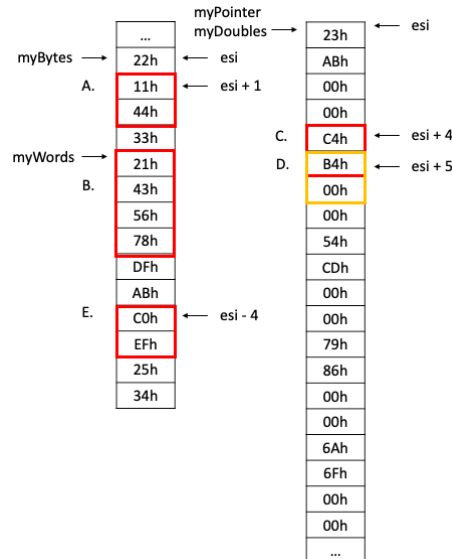 ...
myBytes 22h esi
A. 11h esi + 1
44h
33h
myWords 21h
B. 43h
56h
78h
DFh
ABh
E. C0h esi - 4
EFh
25h
34h
myPointer
myDoubles 23h esi
ABh
00h
00h
C. C4h esi + 4
D. B4h esi + 5
00h
00h
54h
CDh
00h
00h
79h
86h
00h
00h
6Ah
6Fh
00h
00h
...